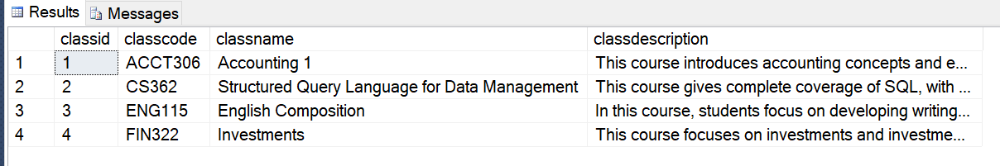 Results Messages
classid classcode classname classdescription
1 1 ACCT306 Accounting 1 This course introduces accounting concepts and e...
2 2 CS362 Structured Query Language for Data Management This course gives complete coverage of SQL, with ...
3 3 ENG115 English Composition In this course, students focus on developing writing...
4 4 FIN322 Investments This course focuses on investments and investme...